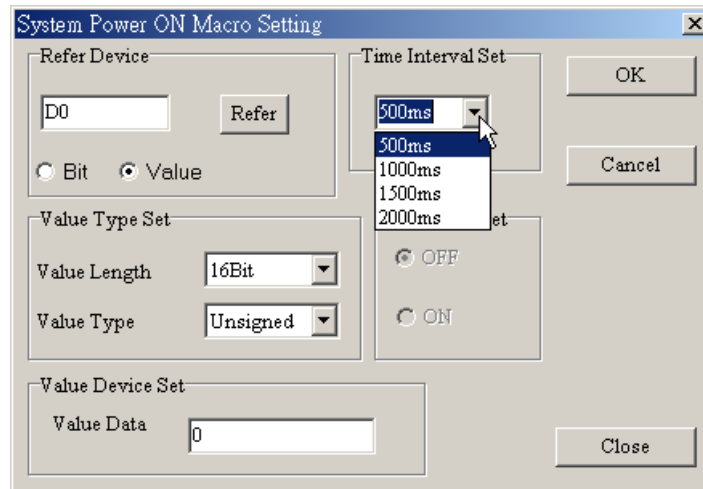 System Power ON Macro Setting
Refer Device
D0
Refer
Bit
Value
Time Interval Set
500ms
500ms
1000ms
1500ms
2000ms
OK
Cancel
Value Type Set
Value Length
16Bit
Value Type
Unsigned
et
OFF
ON
Value Device Set
Value Data
0
Close